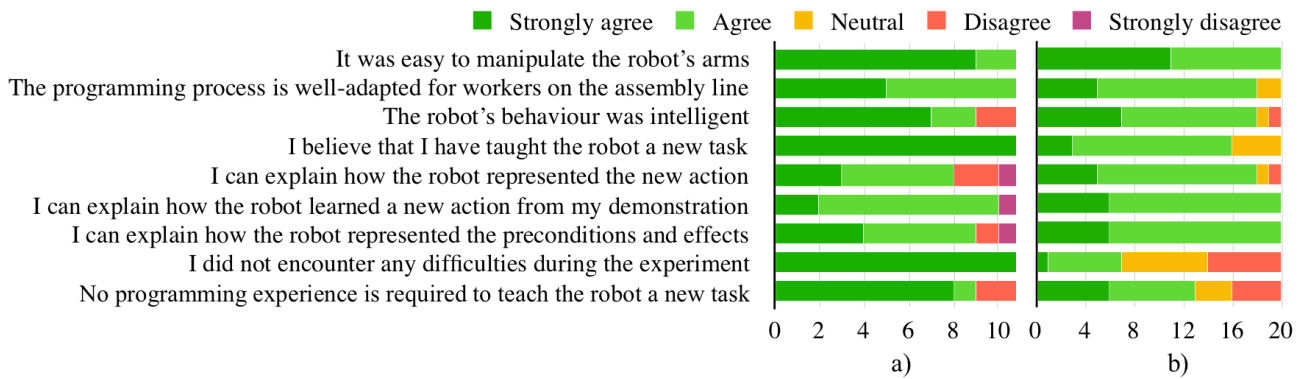 Strongly agree Agree Neutral Disagree Strongly disagree
It was easy to manipulate the robot’s arms
The programming process is well-adapted for workers on the assembly line
The robot’s behaviour was intelligent
I believe that I have taught the robot a new task
I can explain how the robot represented the new action
I can explain how the robot learned a new action from my demonstration
I can explain how the robot represented the preconditions and effects
I did not encounter any difficulties during the experiment
No programming experience is required to teach the robot a new task
0 2 4 6 8 10 0 4 8 12 16 20
a) b)